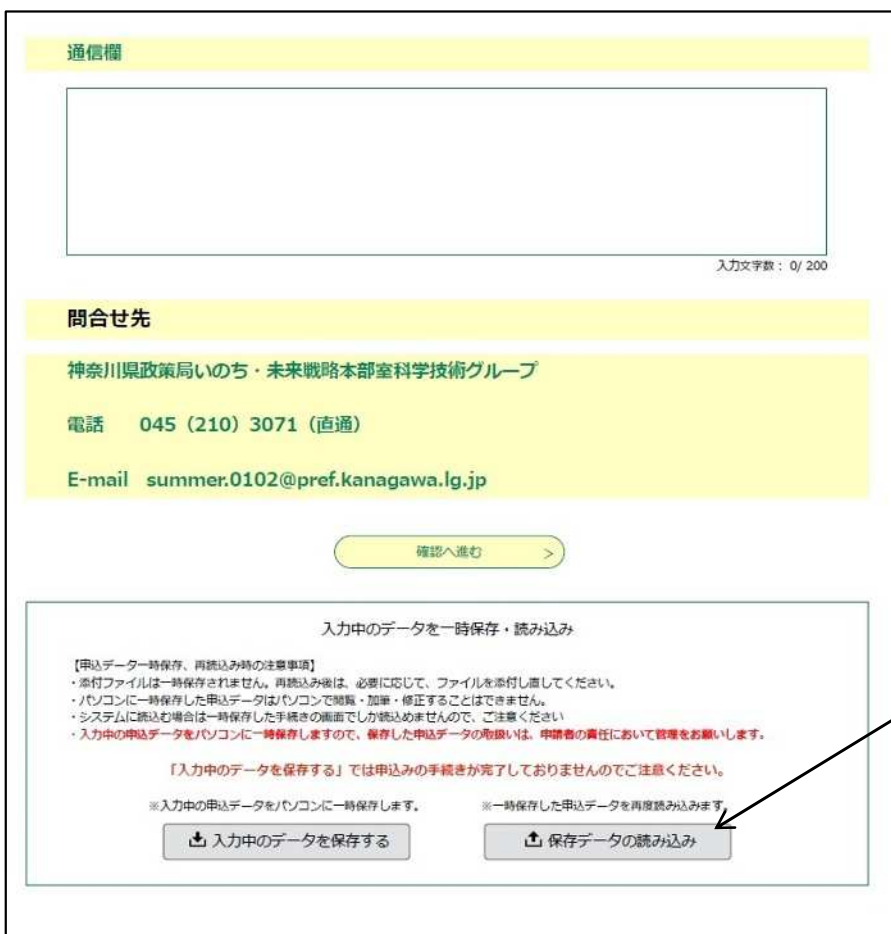 通信欄
入力文字数： 0/ 200
問合せ先
神奈川県政策局いのち・未来戦略本部室科学技術グループ
電話　　045（210）3071（直通）
E-mail　summer.0102@pref.kanagawa.lg.jp
確認へ進む　＞
入力中のデータを一時保存・読み込み
【申込データ一時保存、再読込み時の注意事項】
・添付ファイルは一時保存されません。再読込み後は、必要に応じて、ファイルを添付し直してください。
・パソコンに一時保存した申込データはパソコンで閲覧・加筆・修正することはできません。
・システムに読込む場合は一時保存した手続きの画面でしか読込めませんので、ご注意ください
・入力中の申込データをパソコンに一時保存しますので、保存した申込データの取扱いは、申請者の責任において管理をお願いします。
「入力中のデータを保存する」では申込みの手続きが完了しておりませんのでご注意ください。
※入力中の申込データをパソコンに一時保存します。　※一時保存した申込データを再度読み込みます。
入力中のデータを保存する　保存データの読み込み